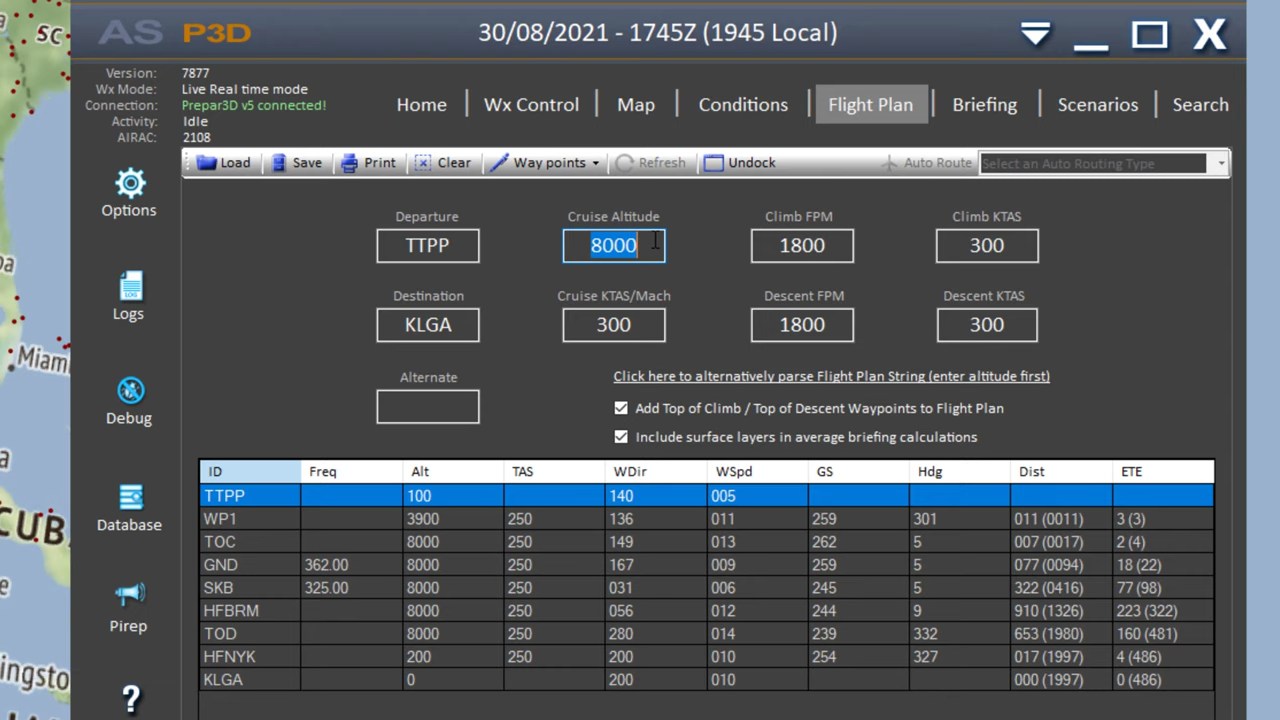 SC
AS P3D
30/08/2021 - 1745Z (1945 Local)
X
Version: 7877
Wx Mode: Live Real time mode
Connection: Prepar3D v5 connected!
Activity: Idle
AIRAC: 2108
Home Wx Control Map Conditions Flight Plan Briefing Scenarios Search
Load Save Print Clear Way points Refresh Undock Auto Route Select an Auto Routing Type
Options
LOG
Logs
Debug
Database
Pirep
?
Departure Cruise Altitude Climb FPM Climb KTAS
TTPP 8000 1800 300
Destination Cruise KTAS/Mach Descent FPM Descent KTAS
KLGA 300 1800 300
Alternate
Click here to alternatively parse Flight Plan String (enter altitude first)
Add Top of Climb / Top of Descent Waypoints to Flight Plan
Include surface layers in average briefing calculations
ID Freq Alt TAS WDir WSpd GS Hdg Dist ETE
TTPP 100 140 005
WP1 3900 250 136 011 259 301 011 (0011) 3 (3)
TOC 8000 250 149 013 262 5 007 (0017) 2 (4)
GND 362.00 8000 250 167 009 259 5 077 (0094) 18 (22)
SKB 325.00 8000 250 031 006 245 5 322 (0416) 77 (98)
HFBRM 8000 250 056 012 244 9 910 (1326) 223 (322)
TOD 8000 250 280 014 239 332 653 (1980) 160 (481)
HFNYK 200 250 200 010 254 327 017 (1997) 4 (486)
KLGA 0 200 010 000 (1997) 0 (486)
Miam
CUB
ngsto